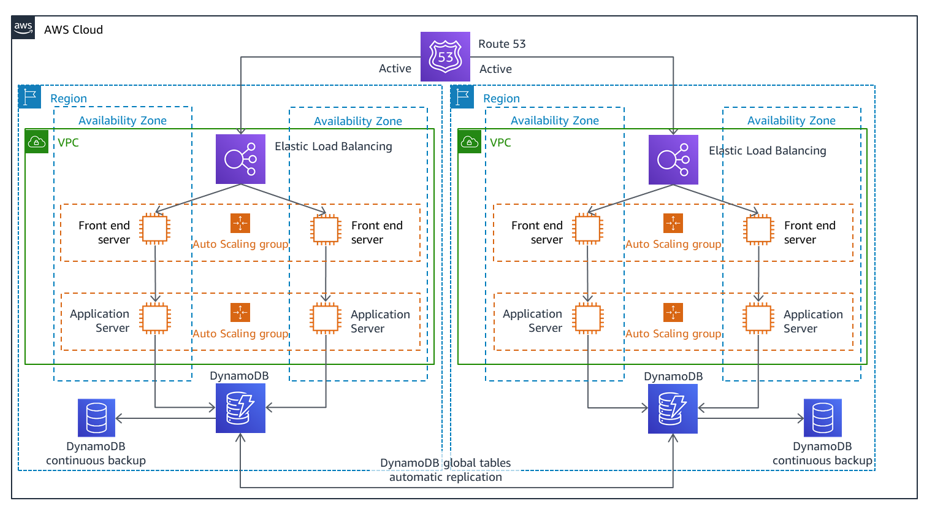 aws
AWS Cloud
53
Route 53
Active
Active
Region
Region
Availability Zone
Availability Zone
Availability Zone
Availability Zone
VPC
VPC
Elastic Load Balancing
Elastic Load Balancing
Front end
server
Auto Scaling group
Front end
server
Front end
server
Auto Scaling group
Front end
server
Application
Server
Auto Scaling group
Application
Server
Application
Server
Auto Scaling group
Application
Server
DynamoDB
DynamoDB
DynamoDB
continuous backup
DynamoDB
continuous backup
DynamoDB global tables
automatic replication